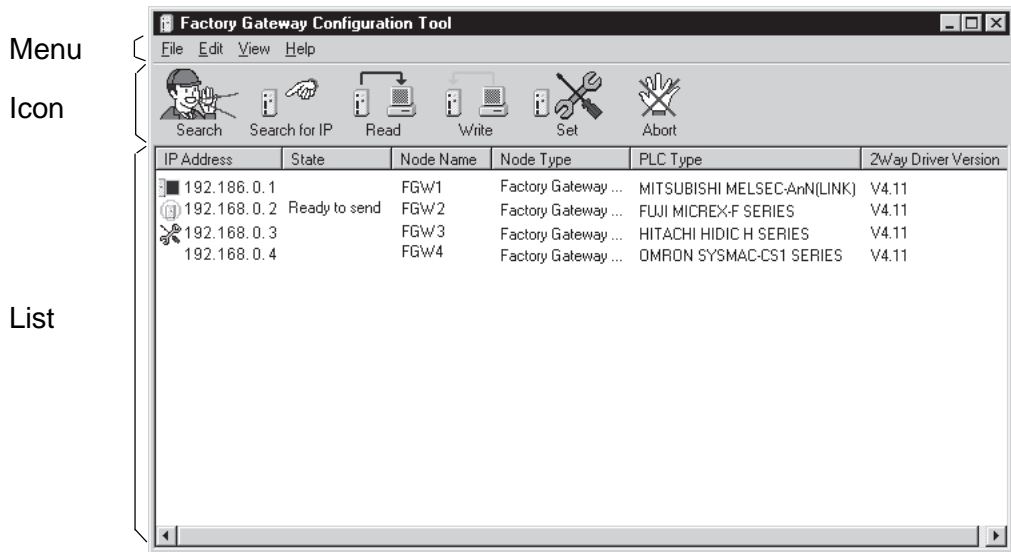 Factory Gateway Configuration Tool
Menu
File Edit View Help
Icon
Search Search for IP Read Write Set Abort
IP Address State Node Name Node Type PLC Type 2Way Driver Version
192.186.0.1 FGW1 Factory Gateway ... MITSUBISHI MELSEC-AnN(LINK) V4.11
192.168.0.2 Ready to send FGW2 Factory Gateway ... FUJI MICREX-F SERIES V4.11
192.168.0.3 FGW3 Factory Gateway ... HITACHI HIDIC H SERIES V4.11
192.168.0.4 FGW4 Factory Gateway ... OMRON SYSMAC-CS1 SERIES V4.11
List